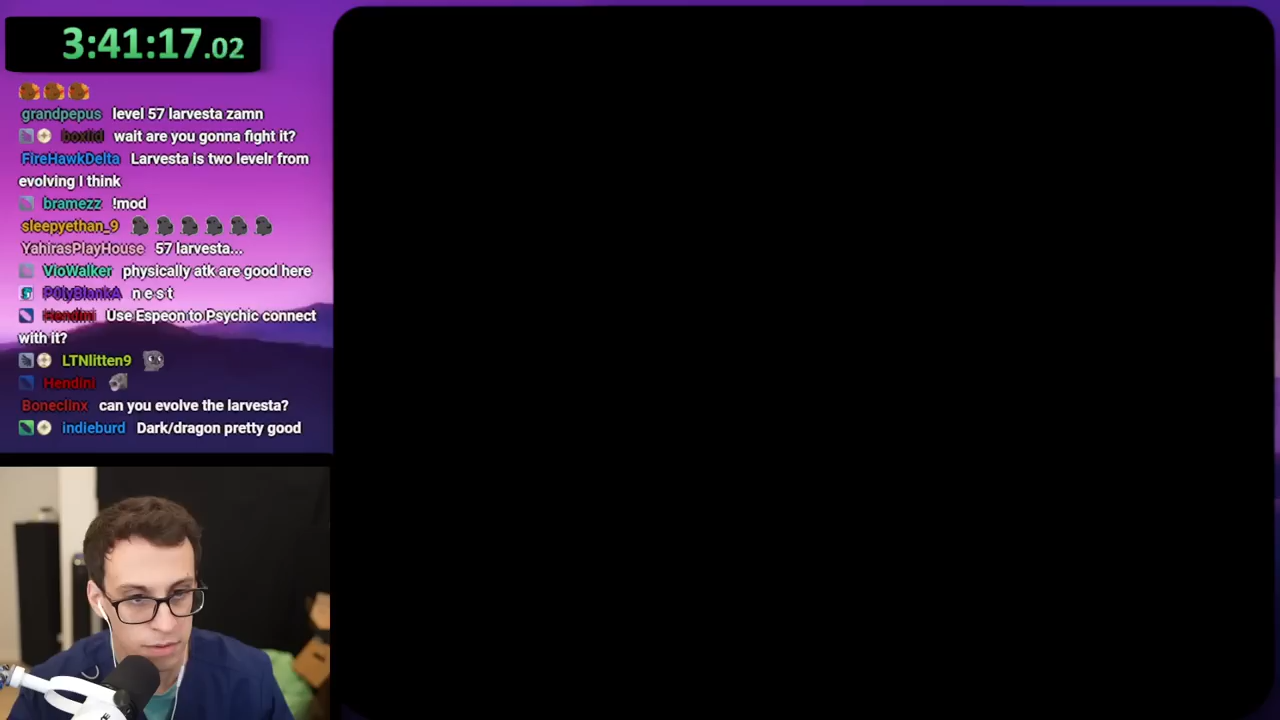 3:41:17.02
grandpepus level 57 larvesta zamn
boxlid wait are you gonna fight it?
FireHawkDelta Larvesta is two levelr from
evolving I think
bramezz !mod
sleepyethan_9
YahirasPlayHouse 57 larvesta...
VioWalker physically atk are good here
P0lyBlankA n e s t
Hendini Use Espeon to Psychic connect
with it?
LTNlitten9
Hendini
Boneclinx can you evolve the larvesta?
indieburd Dark/dragon pretty good